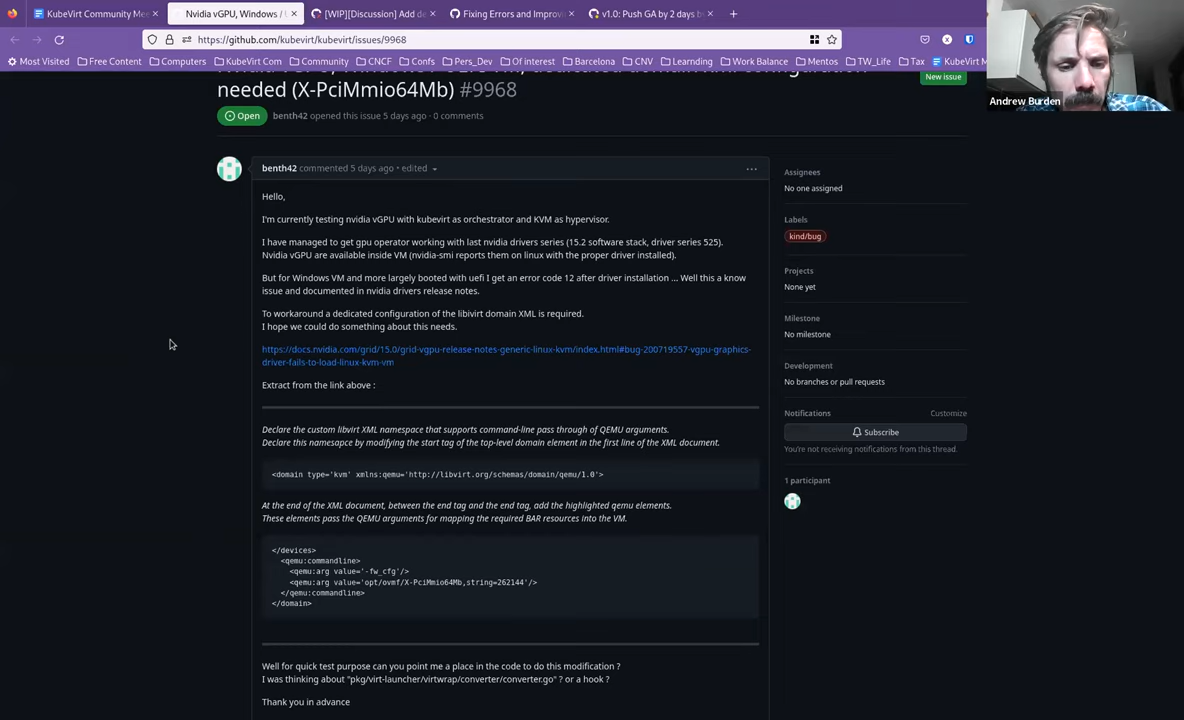 KubeVirt Community Me
Nvidia vGPU, Windows /
[WIP][Discussion] Add de
Fixing Errors and Improvi
v1.0: Push GA by 2 days b
https://github.com/kubevirt/kubevirt/issues/9968
Most Visited
Free Content
Computers
KubeVirt Com
Community
CNCF
Confs
Pers_Dev
Of interest
Barcelona
CNV
Learning
Work Balance
Mentos
TW_Life
Tax
KubeVirt M
Andrew Burden
needed (X-PciMmio64Mb) #9968
New issue
Open
benth42 opened this issue 5 days ago · 0 comments
benth42 commented 5 days ago • edited
Hello,
I'm currently testing nvidia vGPU with kubevirt as orchestrator and KVM as hypervisor.
I have managed to get gpu operator working with last nvidia drivers series (15.2 software stack, driver series 525).
Nvidia vGPU are available inside VM (nvidia-smi reports them on linux with the proper driver installed).
But for Windows VM and more largely booted with uefi I get an error code 12 after driver installation ... Well this a know
issue and documented in nvidia drivers release notes.
To workaround a dedicated configuration of the libivirt domain XML is required.
I hope we could do something about this needs.
https://docs.nvidia.com/grid/15.0/grid-vgpu-release-notes-generic-linux-kvm/index.html#bug-200719557-vgpu-graphics-
driver-fails-to-load-linux-kvm-vm
Extract from the link above :
Declare the custom libvirt XML namespace that supports command-line pass through of QEMU arguments.
Declare this namesapce by modifying the start tag of the top-level domain element in the first line of the XML document.
<domain type='kvm' xmlns:qemu='http://libvirt.org/schemas/domain/qemu/1.0'>
At the end of the XML document, between the end tag and the end tag, add the highlighted qemu elements.
These elements pass the QEMU arguments for mapping the required BAR resources into the VM.
</devices>
<qemu:commandline>
<qemu:arg value='-fw_cfg'/>
<qemu:arg value='opt/ovmf/X-PciMmio64Mb,string=262144'/>
</qemu:commandline>
</domain>
Well for quick test purpose can you point me a place in the code to do this modification ?
I was thinking about "pkg/virt-launcher/virtwrap/converter/converter.go" ? or a hook ?
Thank you in advance
Assignees
No one assigned
Labels
kind/bug
Projects
None yet
Milestone
No milestone
Development
No branches or pull requests
Notifications
Customize
Subscribe
You're not receiving notifications from this thread.
1 participant